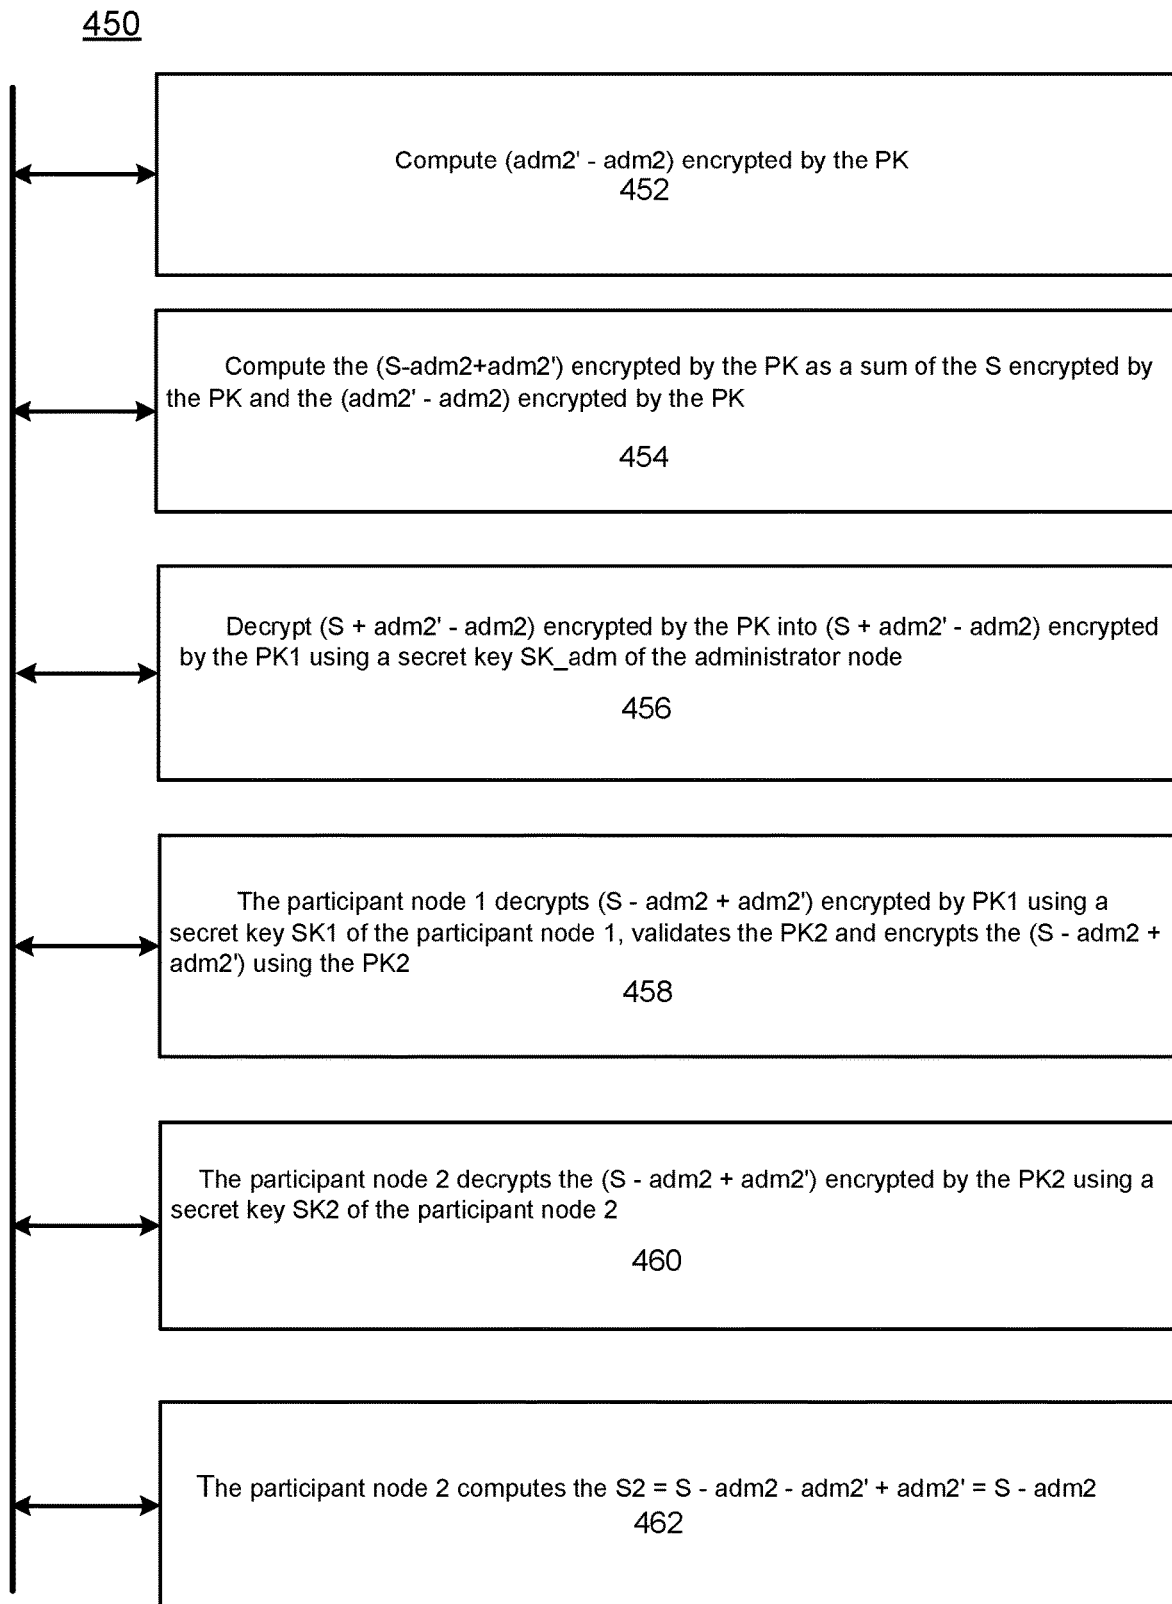 450
Compute (adm2' - adm2) encrypted by the PK
452
Compute the (S-adm2+adm2') encrypted by the PK as a sum of the S encrypted by
the PK and the (adm2' - adm2) encrypted by the PK
454
Decrypt (S + adm2' - adm2) encrypted by the PK into (S + adm2' - adm2) encrypted
by the PK1 using a secret key SK_adm of the administrator node
456
The participant node 1 decrypts (S - adm2 + adm2') encrypted by PK1 using a
secret key SK1 of the participant node 1, validates the PK2 and encrypts the (S - adm2 +
adm2') using the PK2
458
The participant node 2 decrypts the (S - adm2 + adm2') encrypted by the PK2 using a
secret key SK2 of the participant node 2
460
The participant node 2 computes the S2 = S - adm2 - adm2' + adm2' = S - adm2
462